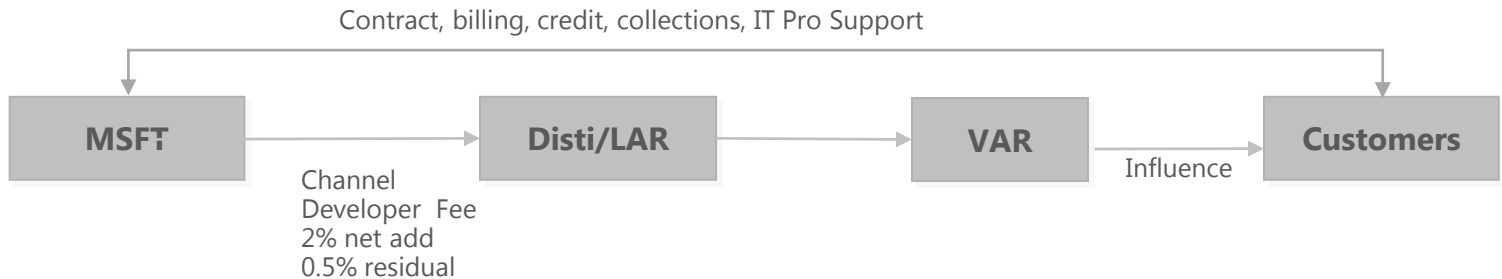 Contract, billing, credit, collections, IT Pro Support
MSFT
Disti/LAR
VAR
Customers
Influence
Channel
Developer Fee
2% net add
0.5% residual